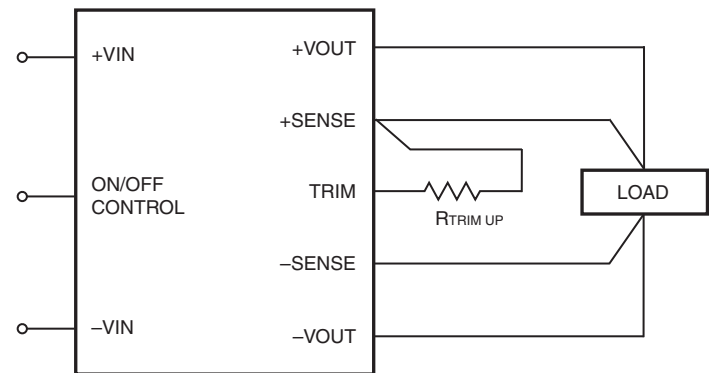 +VIN
+VOUT
+SENSE
ON/OFF
CONTROL
TRIM
RTRIM UP
LOAD
–SENSE
–VIN
–VOUT